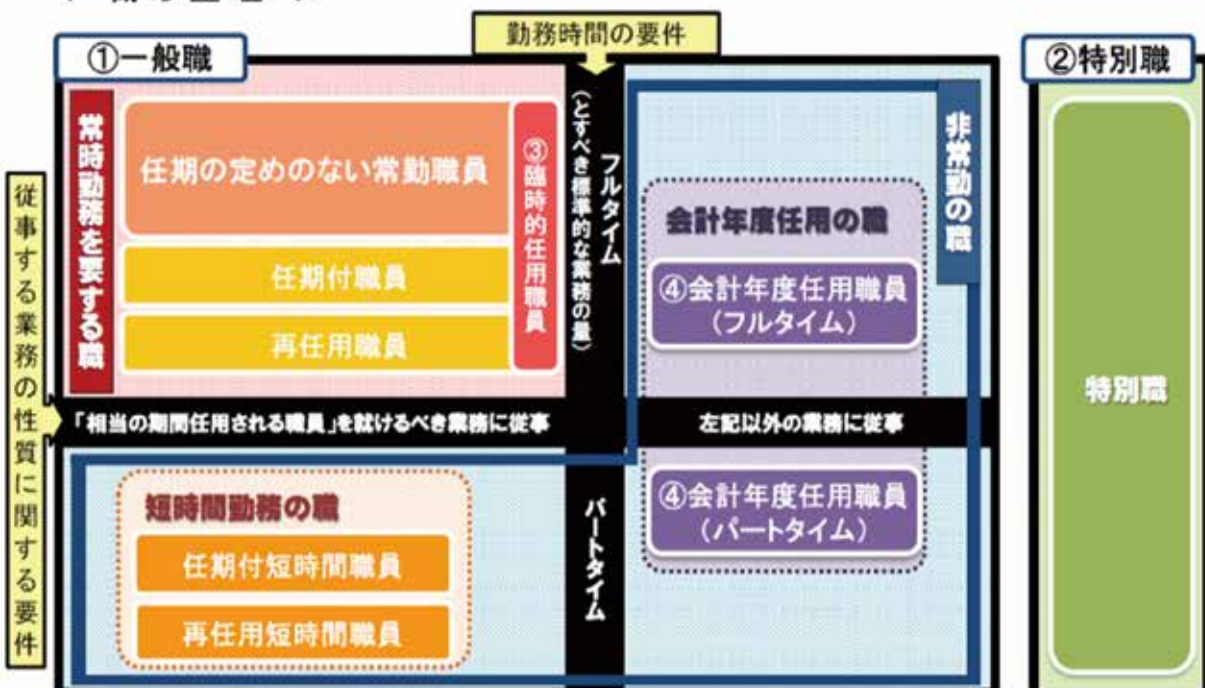 勤務時間の要件
①一般職
②特別職
従事する業務の性質に関する要件
常時勤務を要する職
任期の定めのない常勤職員
任期付職員
再任用職員
③臨時的任用職員
フルタイム
(とすべき標準的な業務の量)
非常勤の職
会計年度任用の職
④会計年度任用職員
(フルタイム)
特別職
「相当の期間任用される職員」を就けるべき業務に従事
左記以外の業務に従事
短時間勤務の職
任期付短時間職員
再任用短時間職員
パートタイム
④会計年度任用職員
(パートタイム)